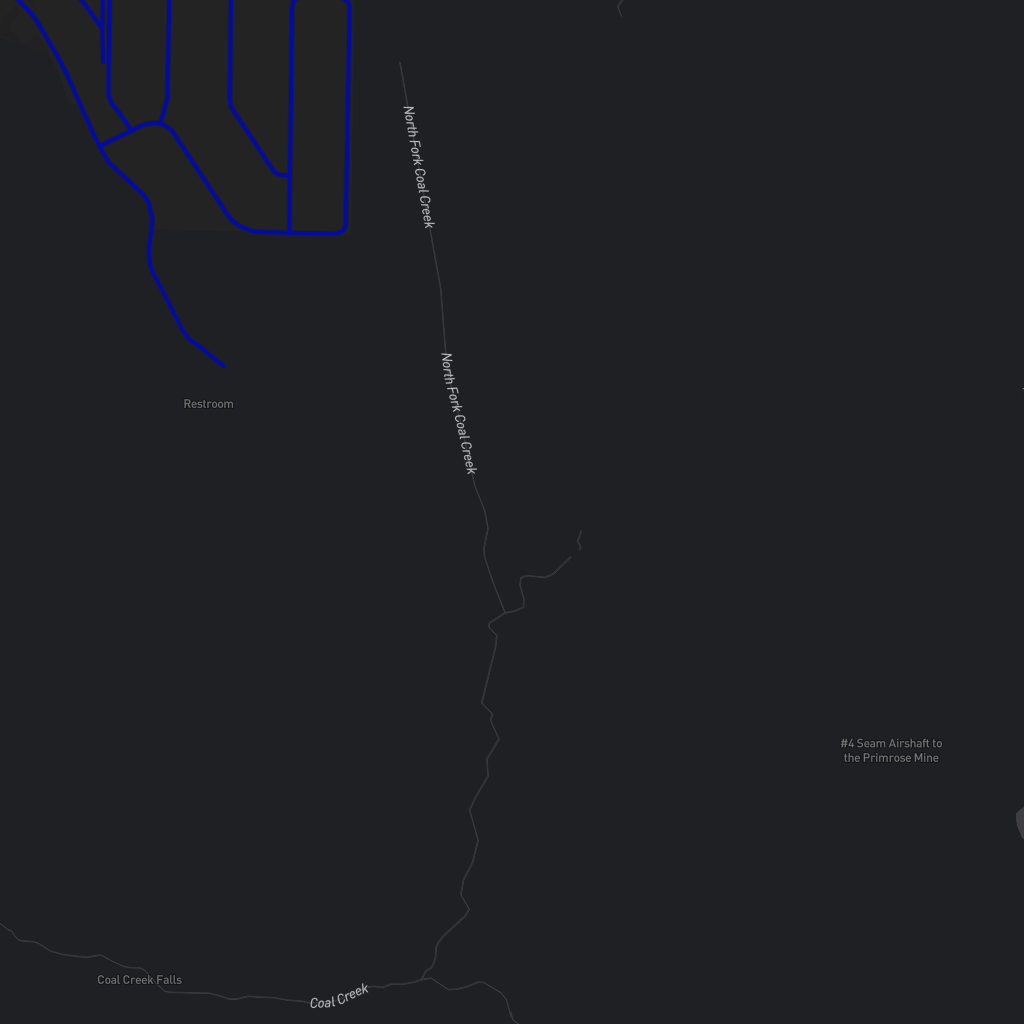 North Fork Coal Creek
North Fork Coal Creek
Restroom
#4 Seam Airshaft to
the Primrose Mine
Coal Creek Falls
Coal Creek